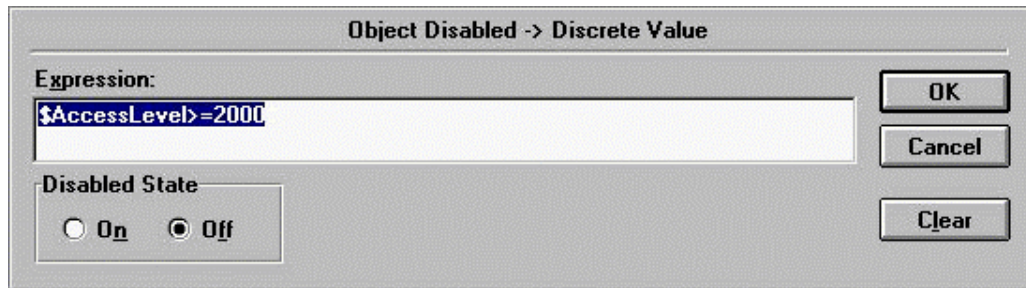 Object Disabled -> Discrete Value
Expression:
$AccessLevel>=2000
OK
Cancel
Disabled State
On Off
Clear